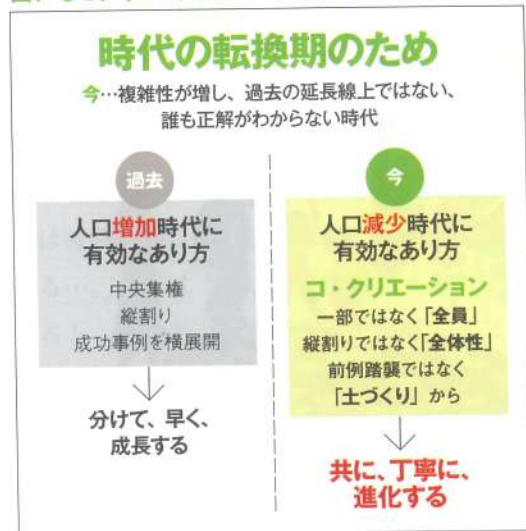 時代の転換期のため
今…複雑性が増し、過去の延長線上ではない、
誰も正解がわからない時代
過去
人口増加時代に
有効なあり方
中央集権
縦割り
成功事例を横展開
分けて、早く、
成長する
今
人口減少時代に
有効なあり方
コ・クリエーション
一部ではなく「全員」
縦割りではなく「全体性」
前例踏襲ではなく
「土づくり」から
共に、丁寧に、
進化する